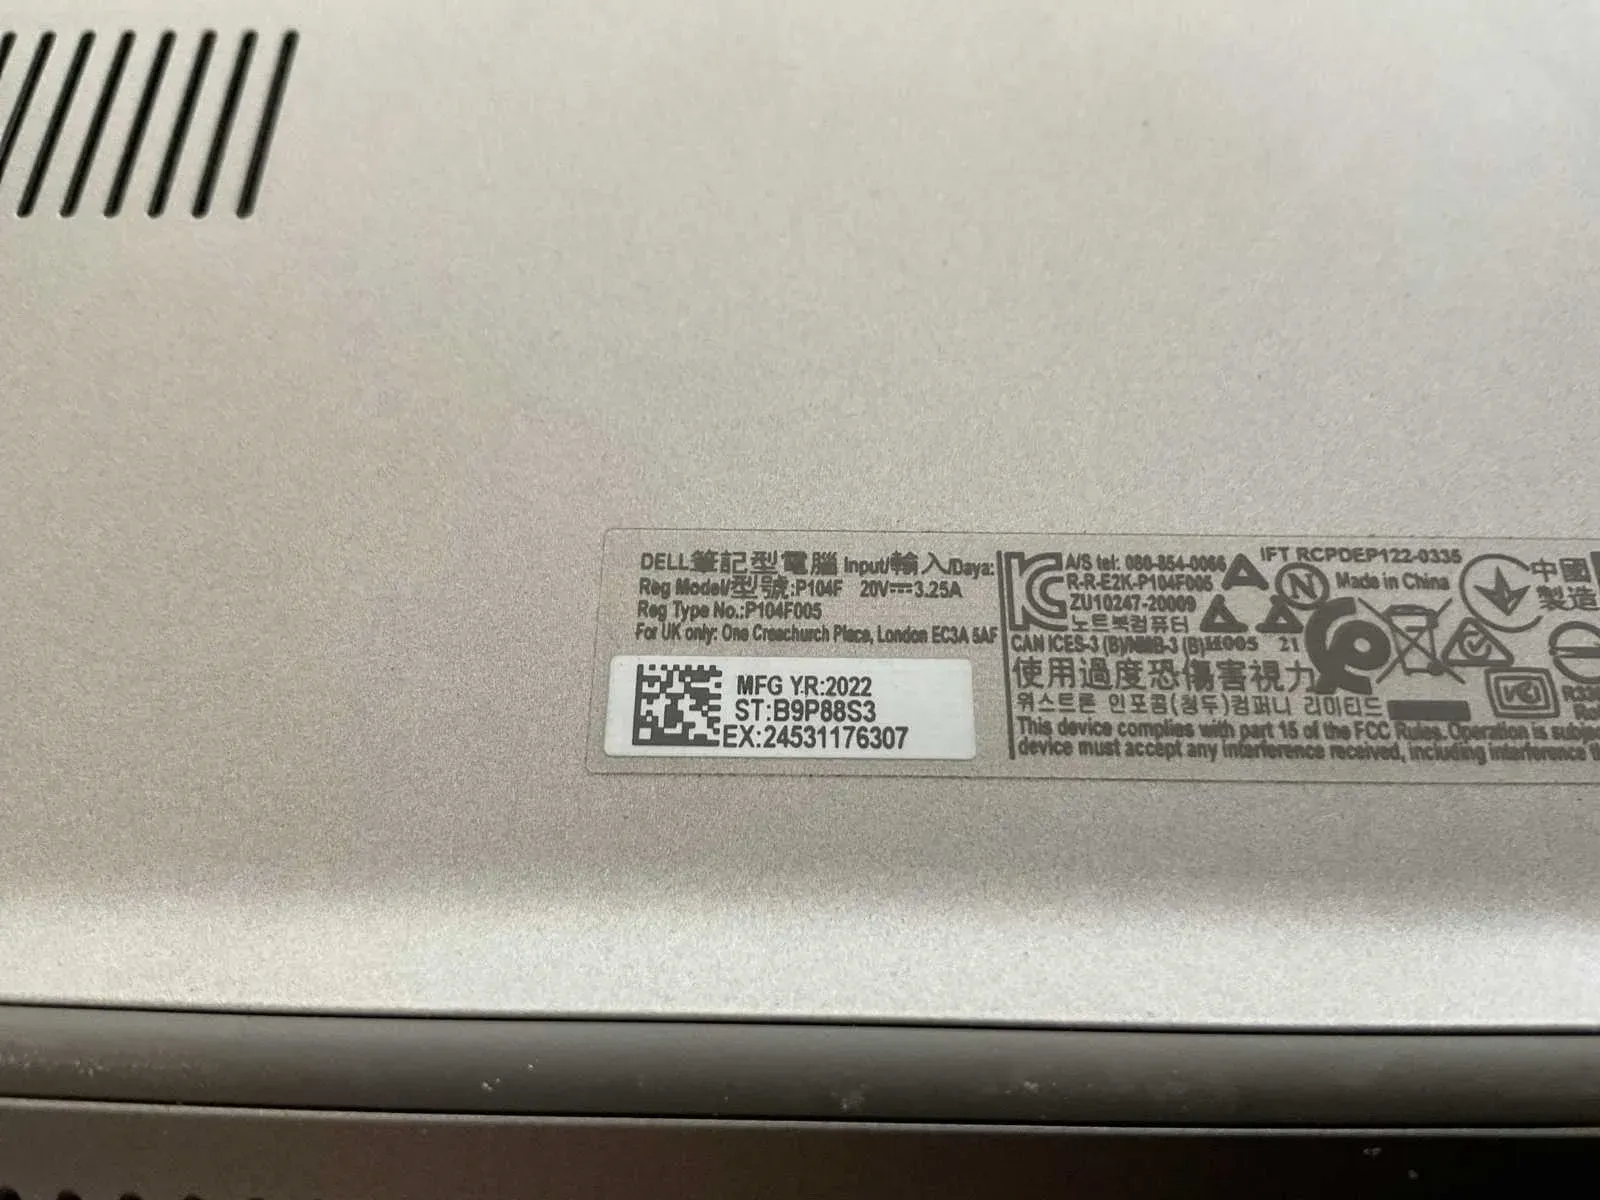 DELL筆記型電腦 Input/輸入/Daya:
Reg Model/型號:P104F 20V⎓3.25A
Reg Type No.:P104F005
For UK only: One Creechurch Place, London EC3A 5AF
MFG YR:2022
ST:B9P88S3
EX:24531176307
A/S tel: 080-854-0066
R-R-E2K-P104F005
ZU10247-20009
노트북컴퓨터
IFT RCPDEP122-0335
N
Made in China
中國
製造
CAN ICES-3 (B)/NMB-3 (B) 005 21
使用過度恐傷害視力
위스트론 인포콤(청두)컴퍼니 리미티드
This device complies with part 15 of the FCC Rules. Operation is
device must accept any interference received, including interference